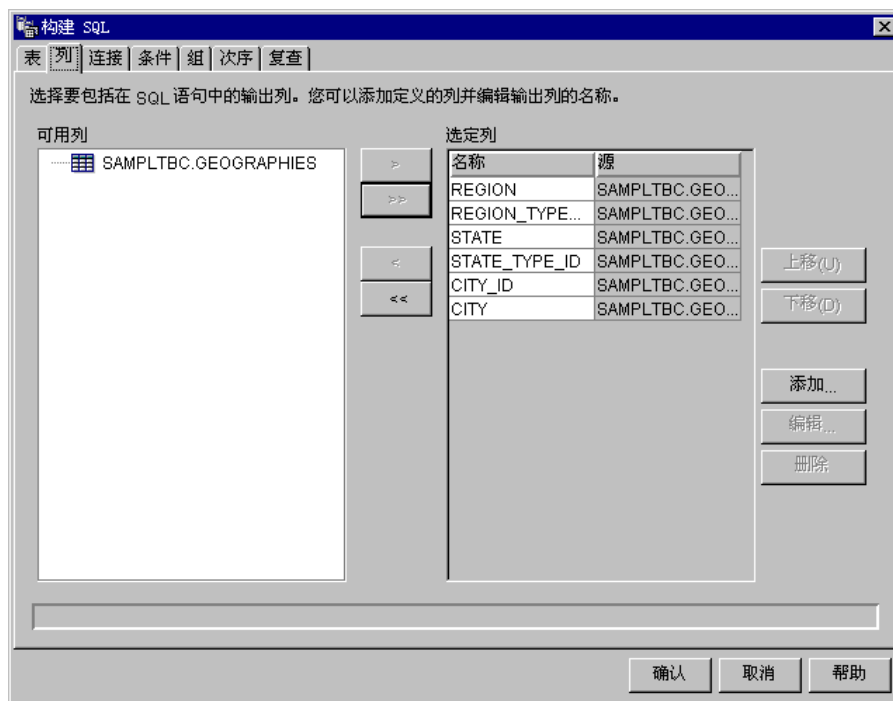 构建 SQL
表 列 连接 条件 组 次序 复查
选择要包括在 SQL 语句中的输出列。您可以添加定义的列并编辑输出列的名称。
可用列
SAMPLTBC.GEOGRAPHIES
>
>>
<
<<
选定列
名称 源
REGION SAMPLTBC.GEO...
REGION_TYPE... SAMPLTBC.GEO...
STATE SAMPLTBC.GEO...
STATE_TYPE_ID SAMPLTBC.GEO...
CITY_ID SAMPLTBC.GEO...
CITY SAMPLTBC.GEO...
上移(U)
下移(D)
添加...
编辑...
删除
确认 取消 帮助